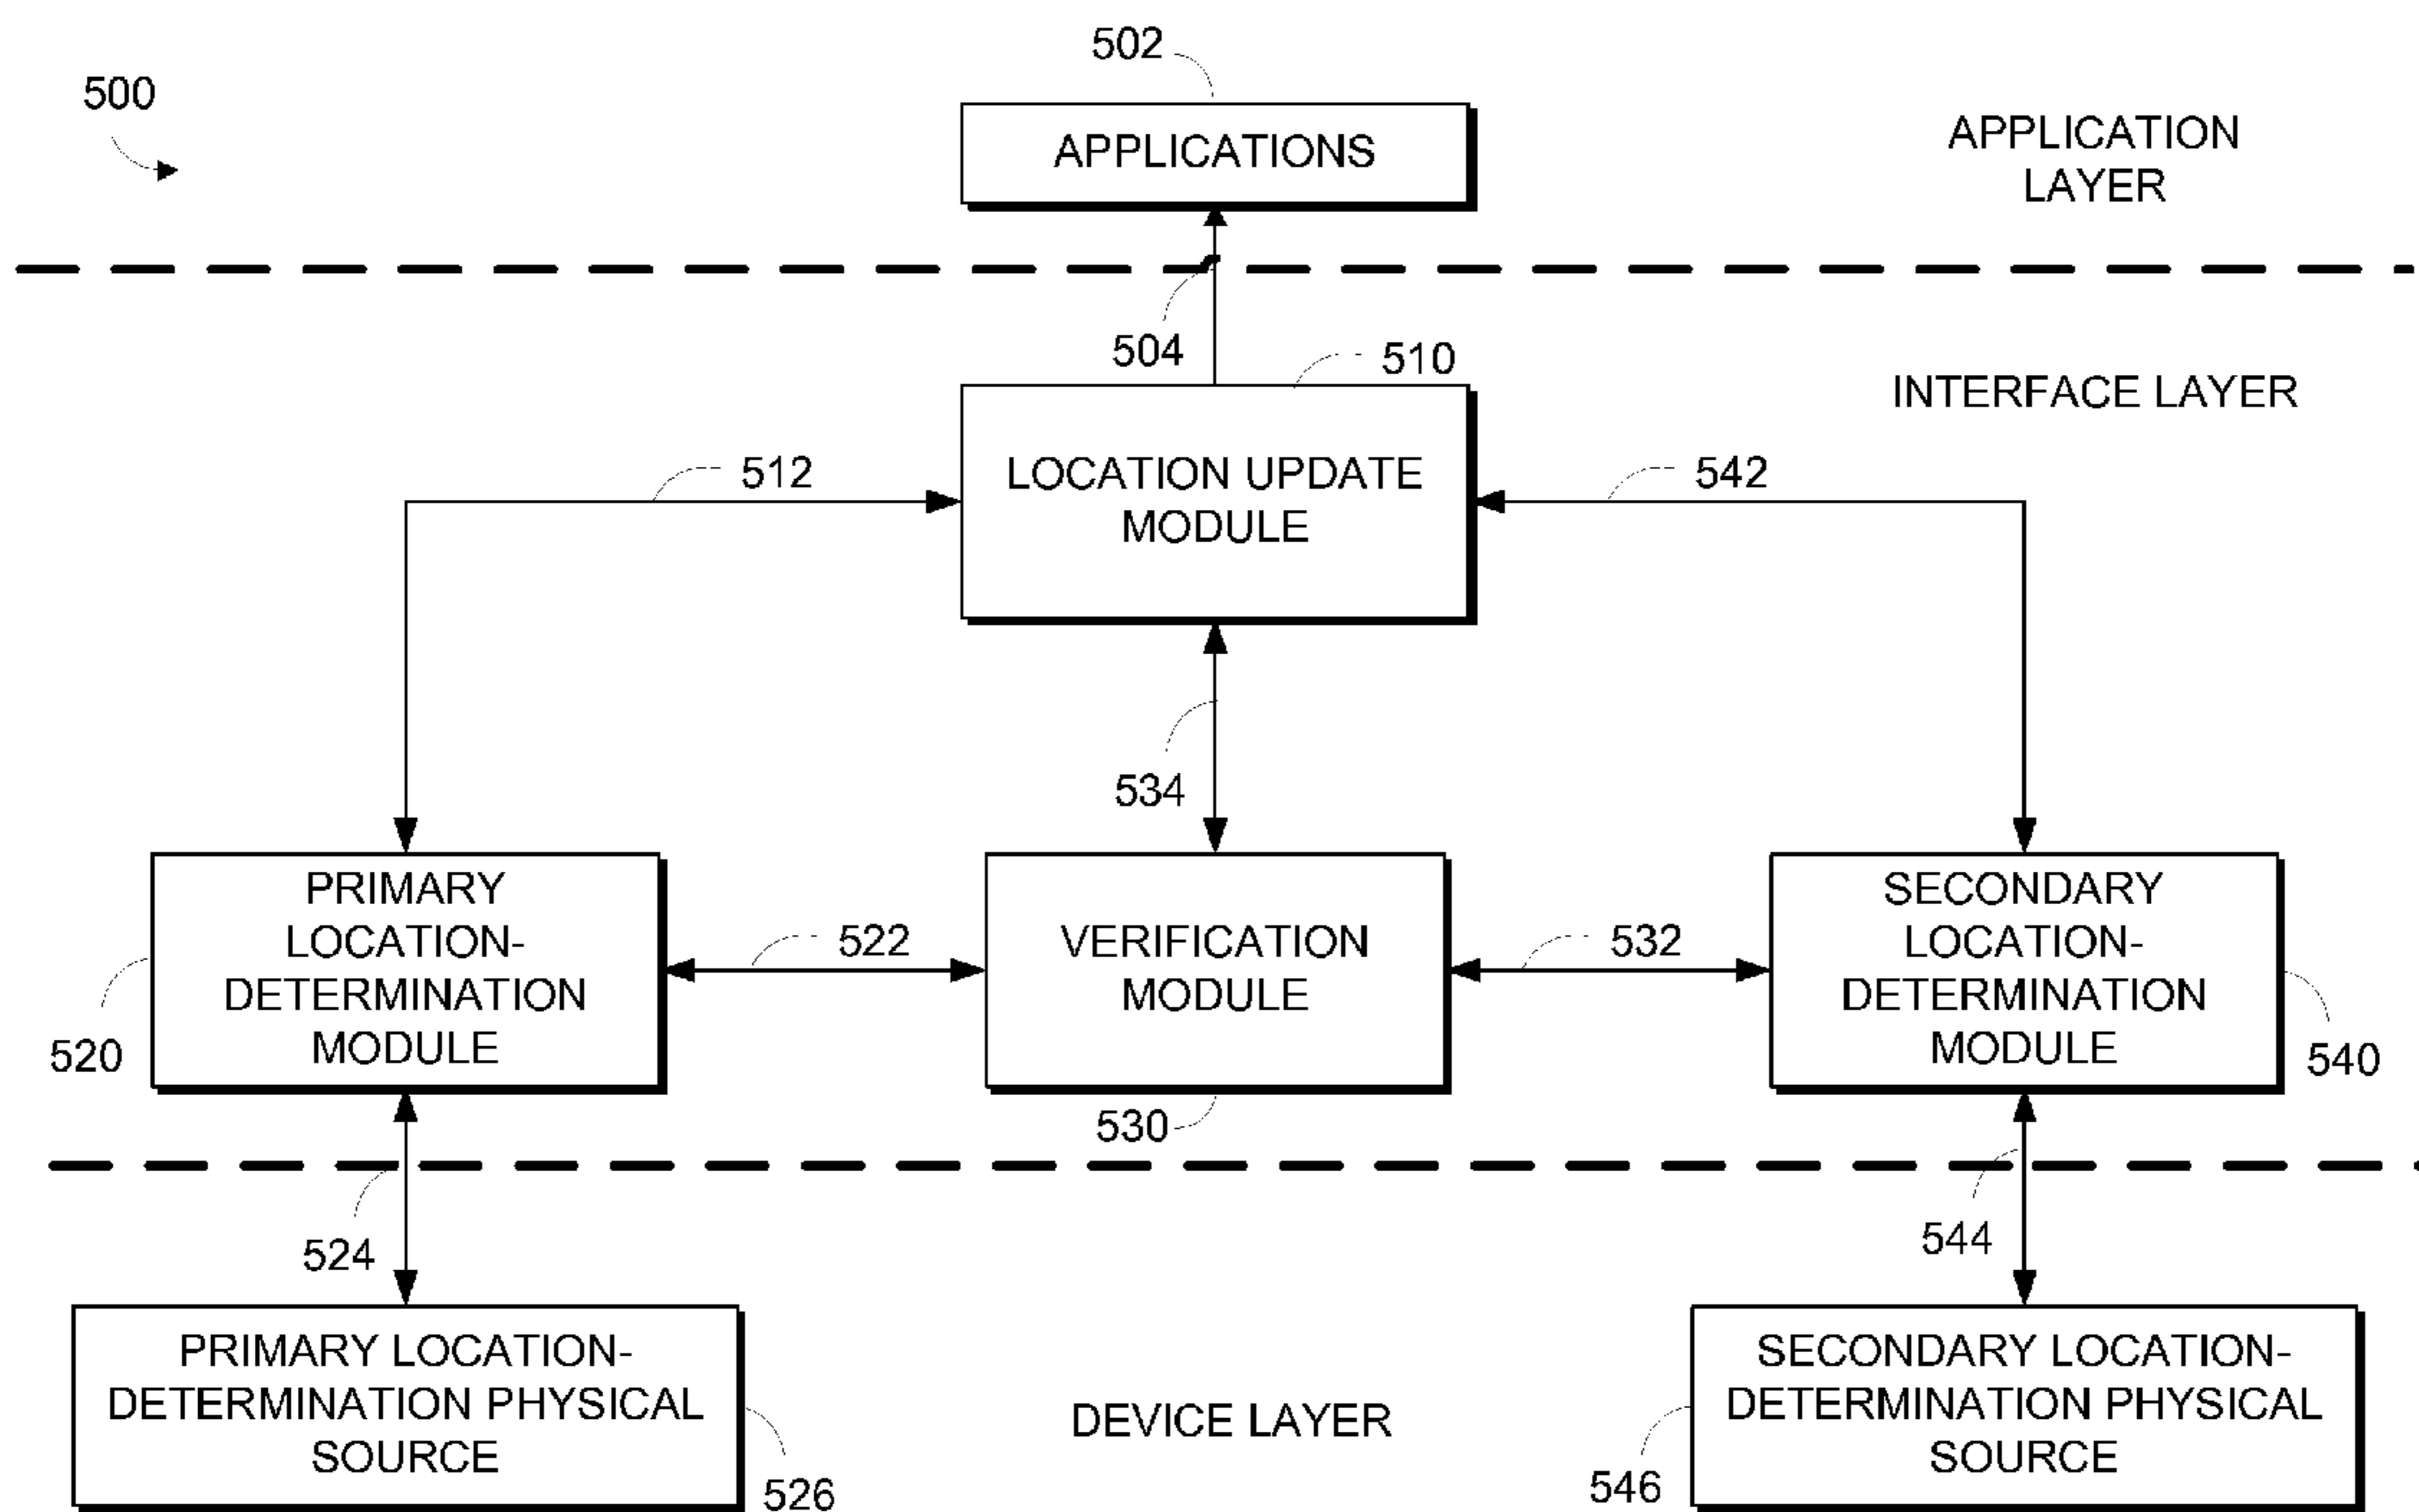 502
500
APPLICATIONS
APPLICATION
LAYER
504
510
INTERFACE LAYER
512
LOCATION UPDATE
MODULE
542
534
PRIMARY
LOCATION-
DETERMINATION
MODULE
522
VERIFICATION
MODULE
532
SECONDARY
LOCATION-
DETERMINATION
MODULE
520
540
530
524
544
PRIMARY LOCATION-
DETERMINATION PHYSICAL
SOURCE
DEVICE LAYER
SECONDARY LOCATION-
DETERMINATION PHYSICAL
SOURCE
526
546